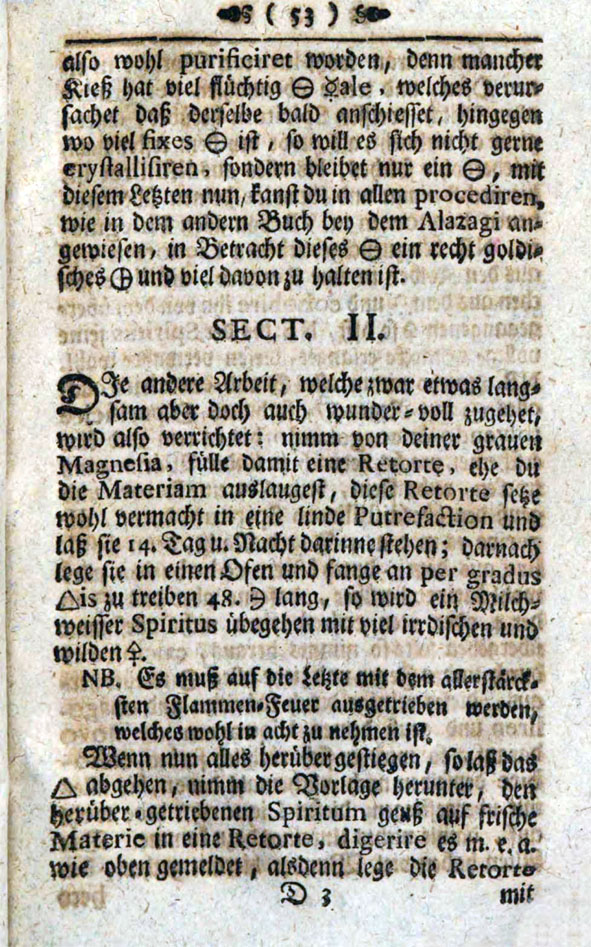 ( 53 )
also wohl purificiret worden, denn mancher
Kieß hat viel flüchtig 🜔 ☿ale, welches verur-
sachet daß derselbe bald anschiesset, hingegen
wo viel fixes 🜔 ist, so will es sich nicht gerne
crystallisiren, sondern bleibet nur ein 🜔, mit
diesem Letzten nun, kanst du in allen procediren,
wie in dem andern Buch bey dem Alazagi an-
gewiesen, in Betracht dieses 🜔 ein recht goldi-
sches 🜕 und viel davon zu halten ist.
SECT. II.
DIe andere Arbeit, welche zwar etwas lang-
sam aber doch auch wunder-voll zugehet,
wird also verrichtet: nimm von deiner grauen
Magnesia, fülle damit eine Retorte, ehe du
die Materiam auslaugest, diese Retorte setze
wohl vermacht in eine linde Putrefaction und
laß sie 14. Tag u. Nacht darinne stehen; darnach
lege sie in einen Ofen und fange an per gradus
🜂is zu treiben 48. lang, so wird ein Milch-
weisser Spiritus übegehen mit viel irrdischen und
wilden 🜍.
NB. Es muß auf die Letzte mit dem allerstärck-
sten Flammen-Feuer ausgetrieben werden,
welches wohl in acht zu nehmen ist.
Wenn nun alles herüber gestiegen, so laß das
🜂 abgehen, nimm die Vorlage herunter, den
herüber-getriebenen Spiritum geuß auf frische
Materie in eine Retorte, digerire es m. e. a.
wie oben gemeldet, alsdenn lege die Retorte
D 3 mit